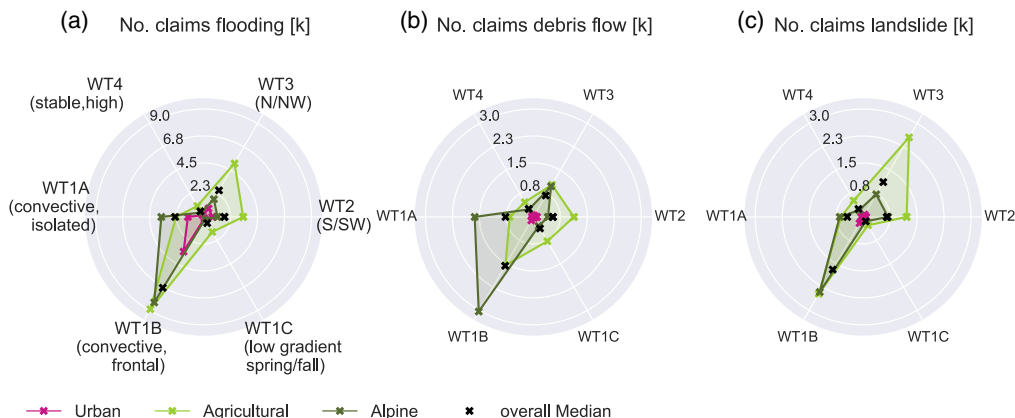 (a) No. claims flooding [k]
WT4
(stable,high)
WT3
(N/NW)
9.0
6.8
4.5
2.3
WT1A
(convective,
isolated)
WT2
(S/SW)
WT1B
(convective,
frontal)
WT1C
(low gradient
spring/fall)
(b) No. claims debris flow [k]
WT4
WT3
3.0
2.3
1.5
0.8
WT1A
WT2
WT1B
WT1C
(c) No. claims landslide [k]
WT4
WT3
3.0
2.3
1.5
0.8
WT1A
WT2
WT1B
WT1C
Urban Agricultural Alpine overall Median